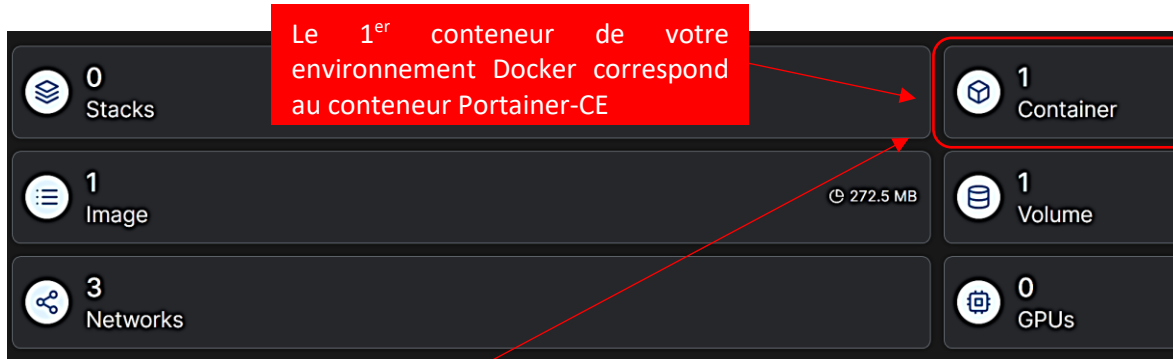 Le 1er conteneur de votre
environnement Docker correspond
au conteneur Portainer-CE
0
Stacks
1
Container
1
Image
272.5 MB
1
Volume
3
Networks
0
GPUs